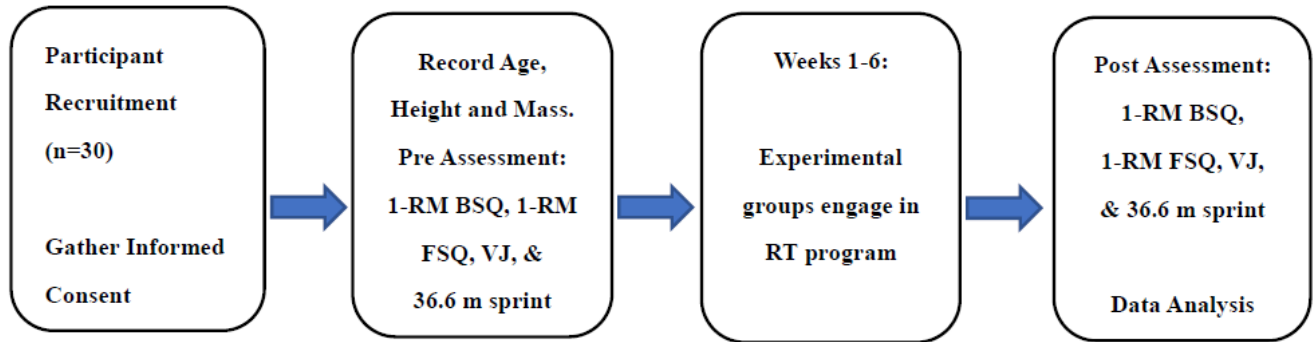 Participant
Recruitment
(n=30)
Gather Informed
Consent
Record Age,
Height and Mass.
Pre Assessment:
1-RM BSQ, 1-RM
FSQ, VJ, &
36.6 m sprint
Weeks 1-6:
Experimental
groups engage in
RT program
Post Assessment:
1-RM BSQ,
1-RM FSQ, VJ,
& 36.6 m sprint
Data Analysis